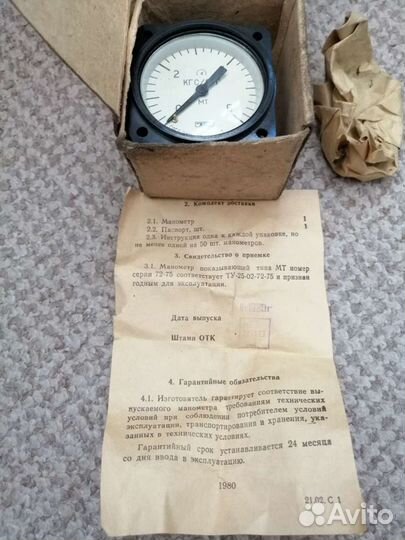 2
КГС/
МТ
2. Комплект поставки
2.1. Манометр 1
2.2. Паспорт, шт. 1
2.3. Инструкция одна к каждой упаковке, но
не менее одной на 50 шт. манометров.
3. Свидетельство о приемке
3.1. Манометр показывающий типа МТ номер
серии 72-75 соответствует ТУ-25-02-72-75 и признан
годным для эксплуатации.
Дата выпуска
Штамп ОТК
4. Гарантийные обязательства
4.1. Изготовитель гарантирует соответствие вы-
пускаемого манометра требованиям технических
условий при соблюдении потребителем условий
эксплуатации, транспортирования и хранения, ука-
занных в технических условиях.
Гарантийный срок устанавливается 24 месяца
со дня ввода в эксплуатацию.
1980
21.02. С 1
Avito